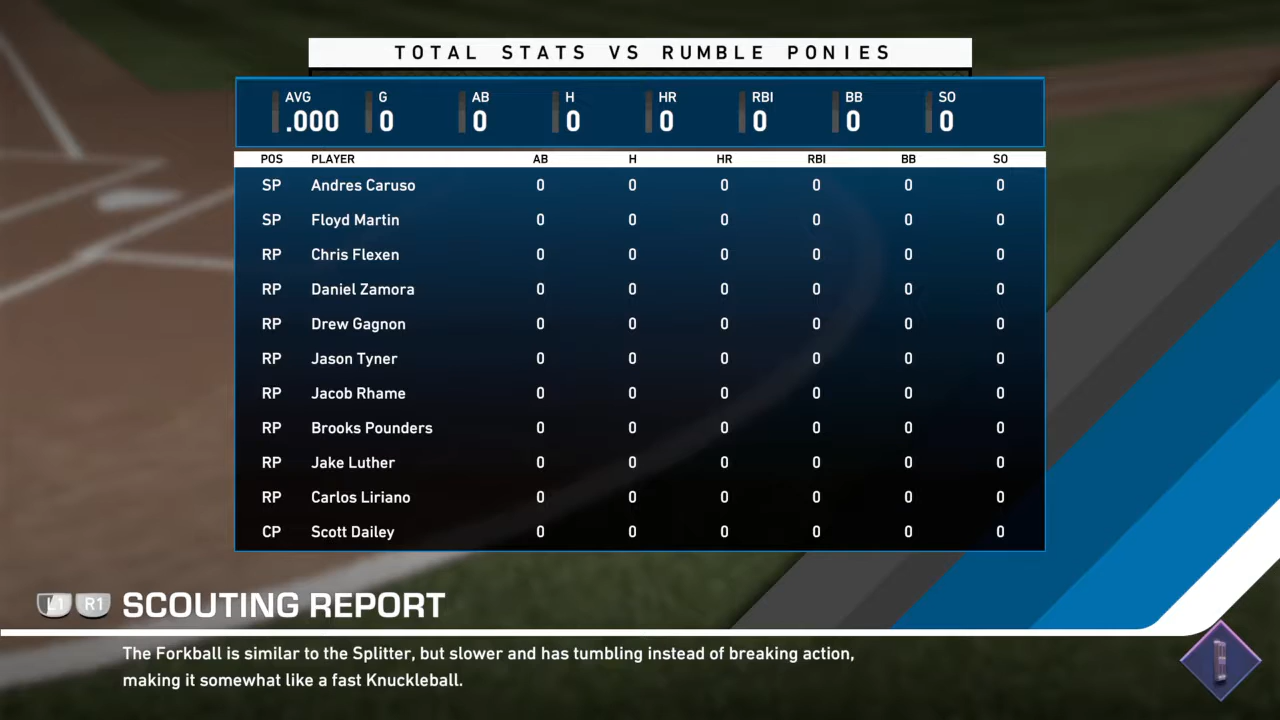 TOTAL STATS VS RUMBLE PONIES
AVG G AB H HR RBI BB SO
.000 0 0 0 0 0 0 0
POS PLAYER AB H HR RBI BB SO
SP Andres Caruso 0 0 0 0 0 0
SP Floyd Martin 0 0 0 0 0 0
RP Chris Flexen 0 0 0 0 0 0
RP Daniel Zamora 0 0 0 0 0 0
RP Drew Gagnon 0 0 0 0 0 0
RP Jason Tyner 0 0 0 0 0 0
RP Jacob Rhame 0 0 0 0 0 0
RP Brooks Pounders 0 0 0 0 0 0
RP Jake Luther 0 0 0 0 0 0
RP Carlos Liriano 0 0 0 0 0 0
CP Scott Dailey 0 0 0 0 0 0
L1 R1 SCOUTING REPORT
The Forkball is similar to the Splitter, but slower and has tumbling instead of breaking action,
making it somewhat like a fast Knuckleball.